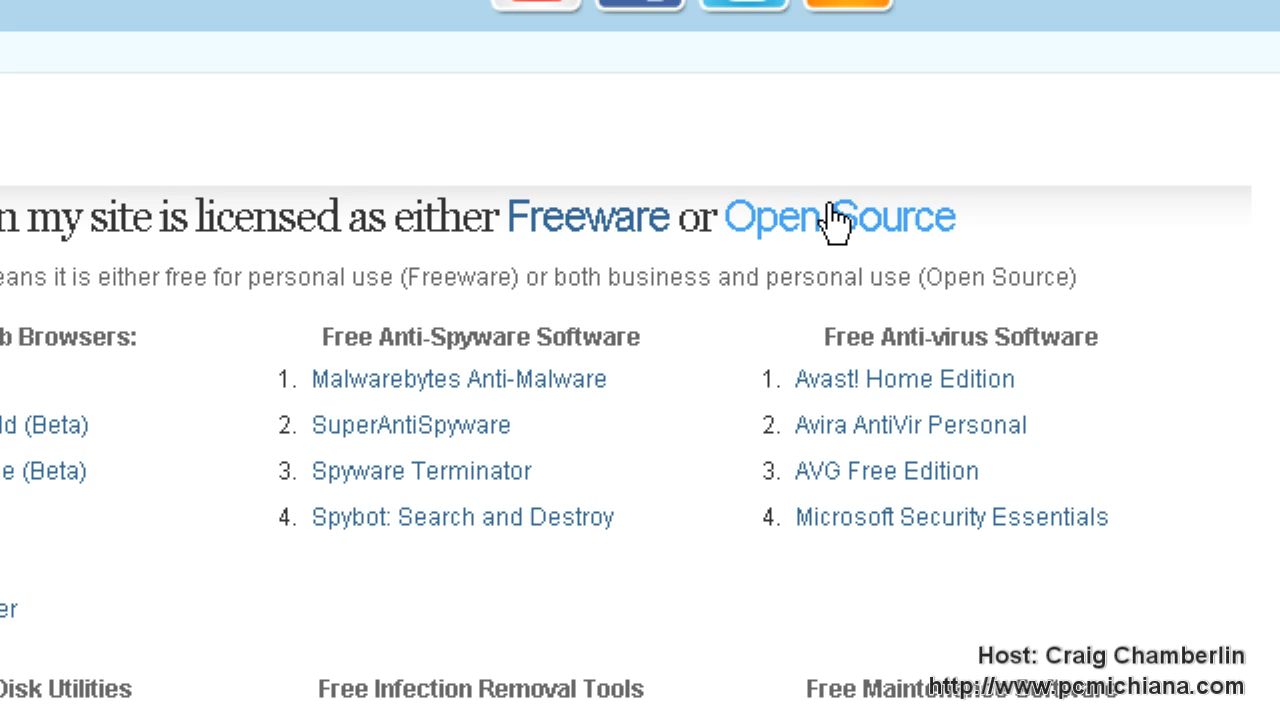 n my site is licensed as either Freeware or Open Source
eans it is either free for personal use (Freeware) or both business and personal use (Open Source)
b Browsers:
Free Anti-Spyware Software
Free Anti-virus Software
1. Malwarebytes Anti-Malware
1. Avast! Home Edition
ld (Beta)
2. SuperAntiSpyware
2. Avira AntiVir Personal
e (Beta)
3. Spyware Terminator
3. AVG Free Edition
4. Spybot: Search and Destroy
4. Microsoft Security Essentials
er
Host: Craig Chamberlin
Disk Utilities
Free Infection Removal Tools
Free Maintenance Software
http://www.pcmichiana.com